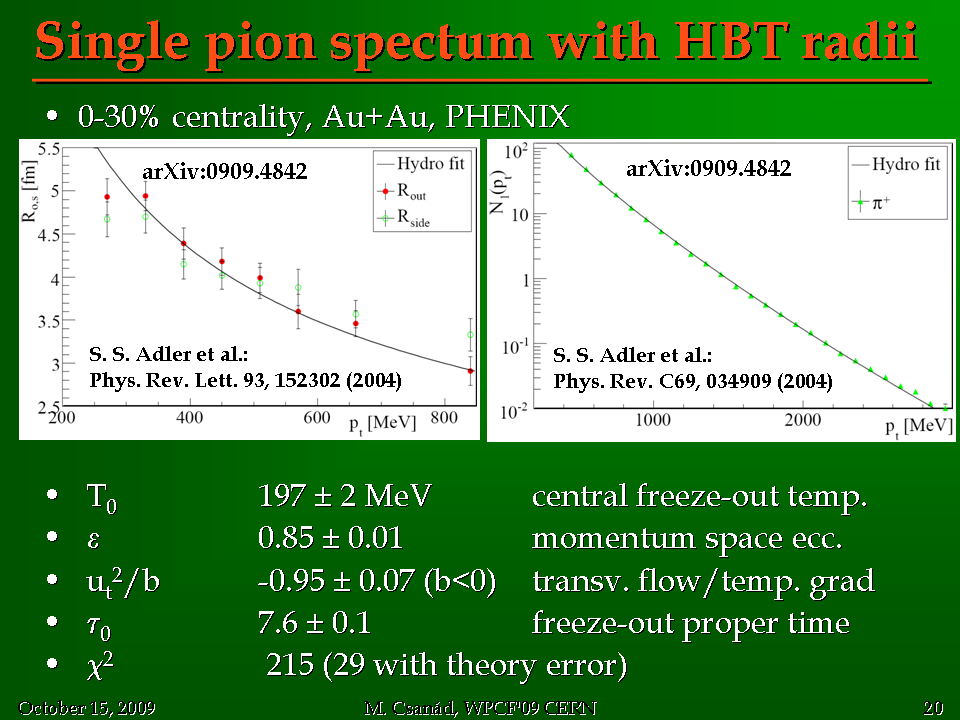 Single pion spectum with HBT radii
• 0-30% centrality, Au+Au, PHENIX
arXiv:0909.4842
Hydro fit
R_out
R_side
R_o,s [fm]
5.5
5
4.5
4
3.5
3
2.5
S. S. Adler et al.:
Phys. Rev. Lett. 93, 152302 (2004)
200 400 600 800
p_t [MeV]
arXiv:0909.4842
Hydro fit
π⁺
N₁(p_t)
10²
10
1
10⁻¹
10⁻²
S. S. Adler et al.:
Phys. Rev. C69, 034909 (2004)
1000 2000
p_t [MeV]
• T₀ 197 ± 2 MeV central freeze-out temp.
• ε 0.85 ± 0.01 momentum space ecc.
• u_t²/b -0.95 ± 0.07 (b<0) transv. flow/temp. grad
• τ₀ 7.6 ± 0.1 freeze-out proper time
• χ² 215 (29 with theory error)
October 15, 2009 M. Csanád, WPCF'09 CERN 20